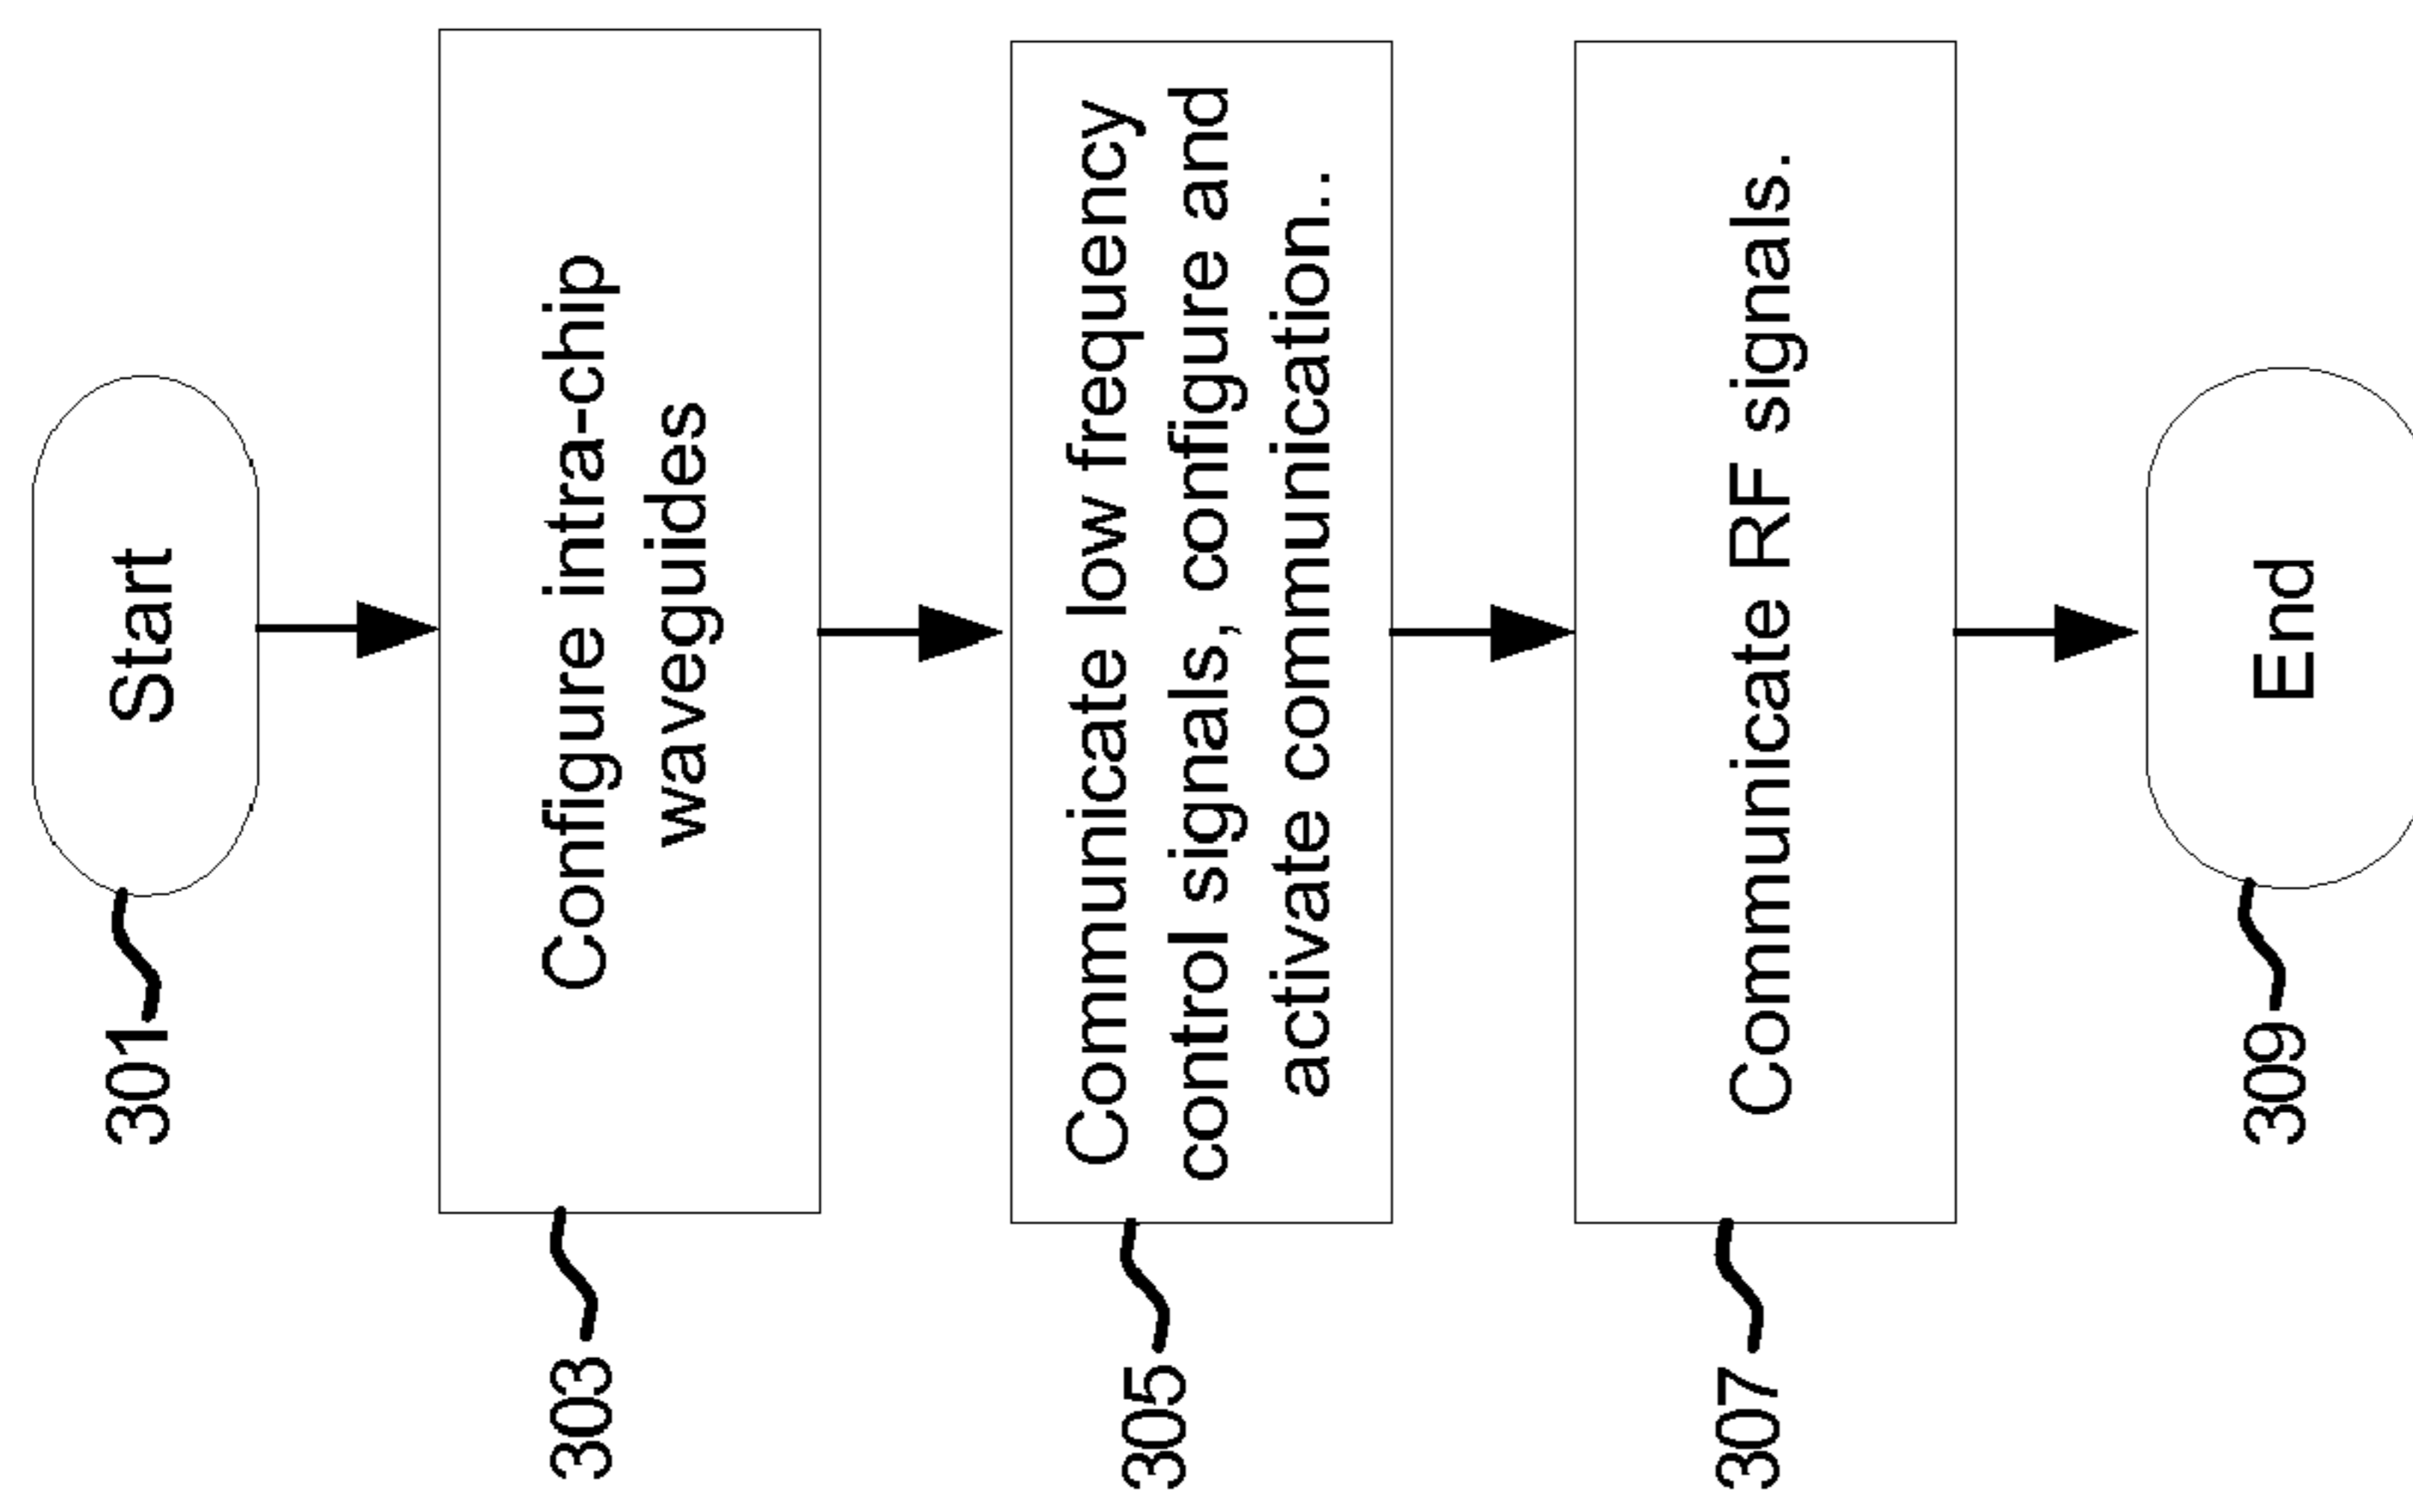 Start
301
Configure intra-chip
waveguides
303
Communicate low frequency
control signals, configure and
activate communication..
305
Communicate RF signals.
307
End
309